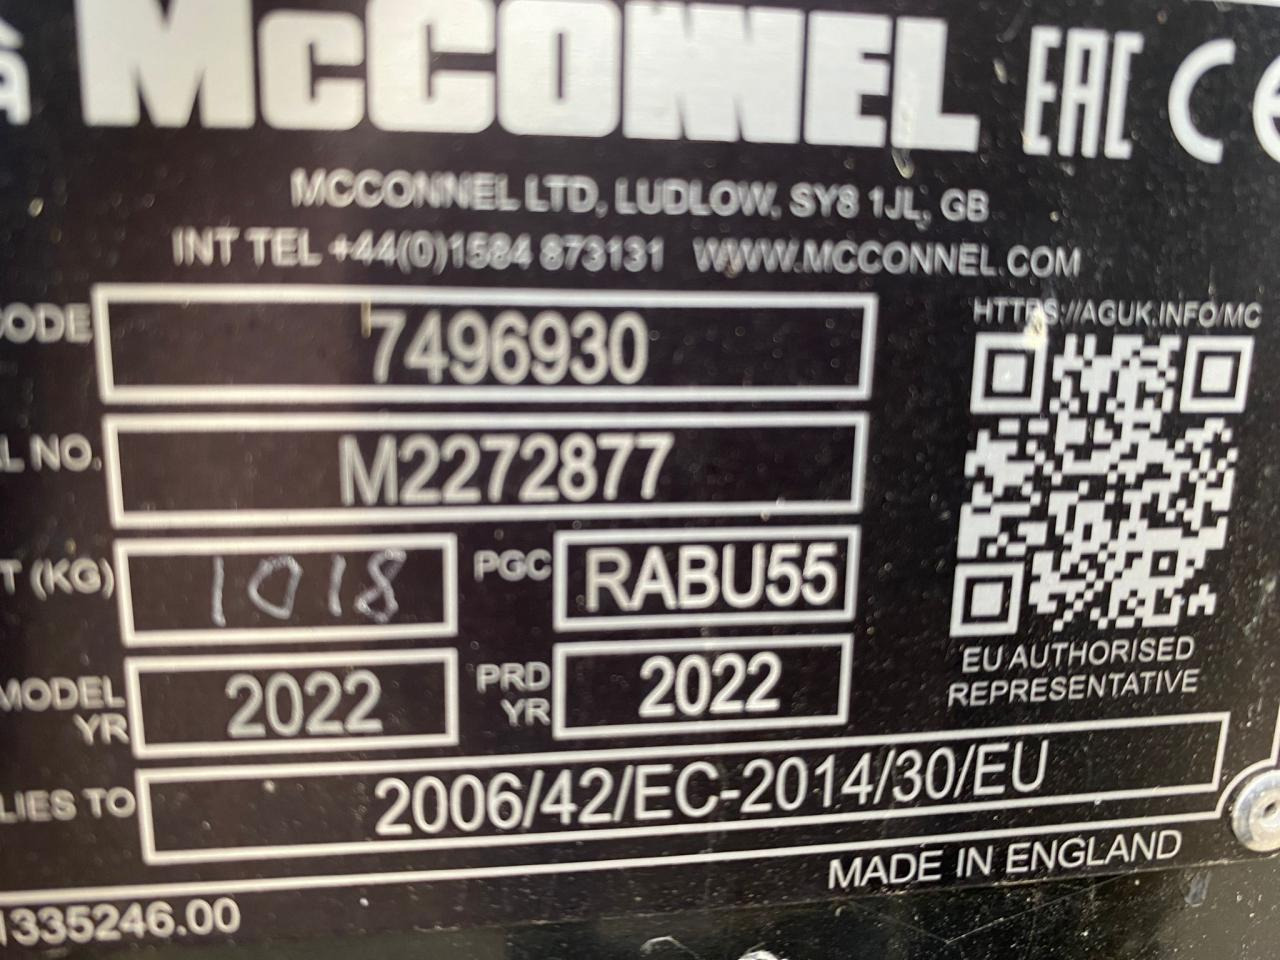 McCONNEL EAC CE
MCCONNEL LTD, LUDLOW, SY8 1JL, GB
INT TEL +44(0)1584 873131 WWW.MCCONNEL.COM
CODE 7496930
HTTPS://AGUK.INFO/MC
L NO. M2272877
T (KG) 1018 PGC RABU55
EU AUTHORISED
REPRESENTATIVE
MODEL YR 2022 PRD YR 2022
LIES TO 2006/42/EC-2014/30/EU
MADE IN ENGLAND
1335246.00